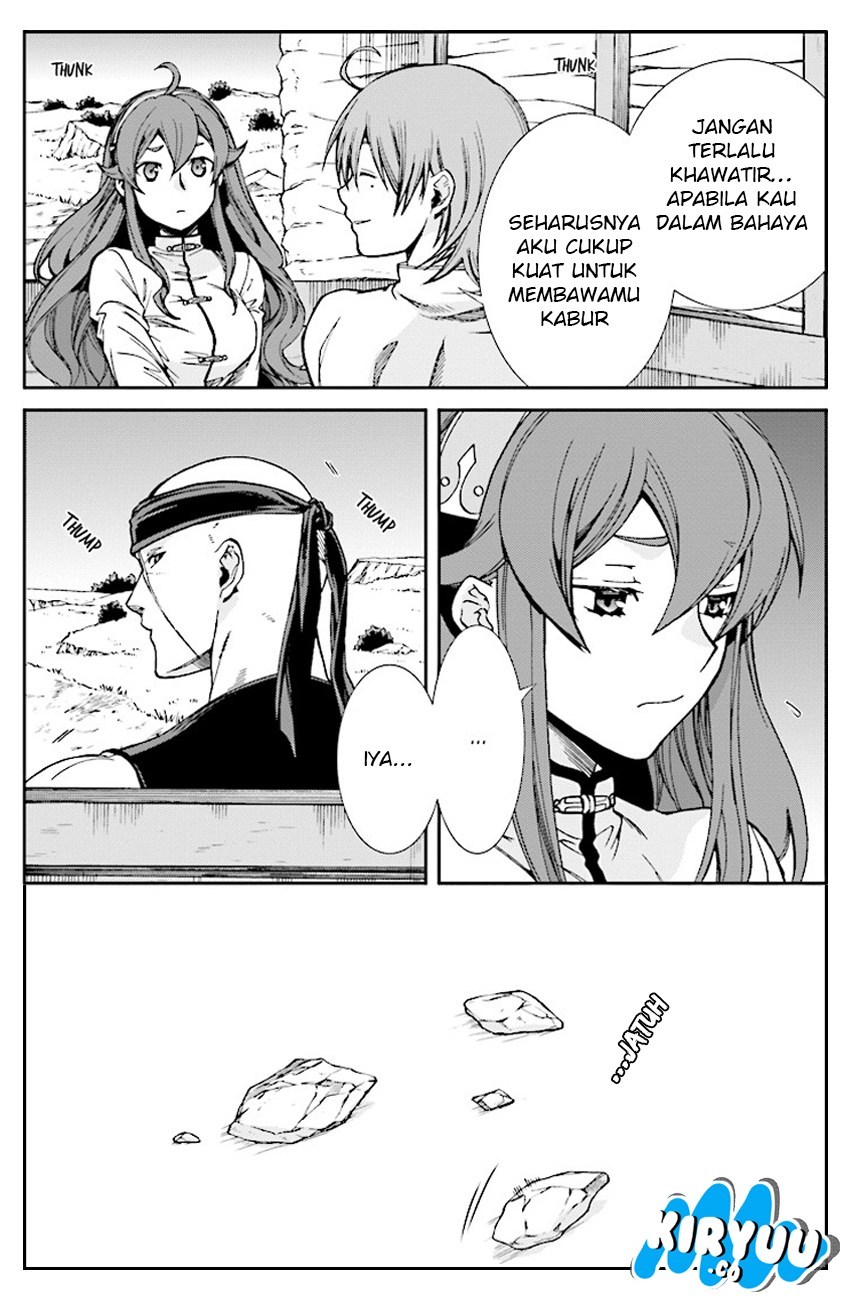 THUNK
THUNK
JANGAN
TERLALU
KHAWATIR...
APABILA KAU
DALAM BAHAYA
SEHARUSNYA
AKU CUKUP
KUAT UNTUK
MEMBAWAMU
KABUR
THUMP
THUMP
...
IYA...
...JATUH
KIRYUU
.CO